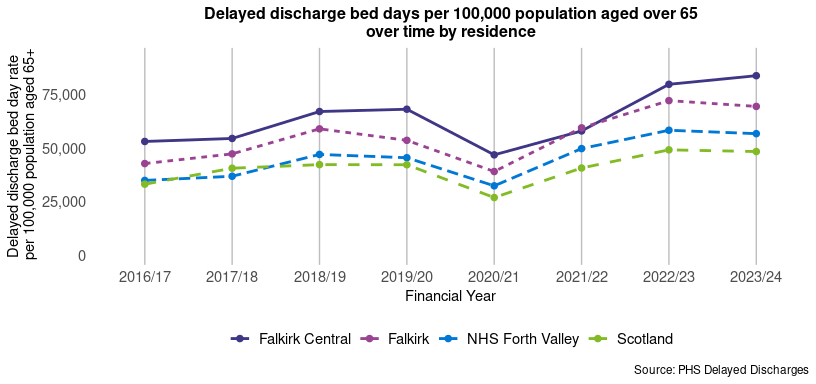 Delayed discharge bed days per 100,000 population aged over 65
over time by residence
Delayed discharge bed day rate
per 100,000 population aged 65+
75,000
50,000
25,000
0
2016/17 2017/18 2018/19 2019/20 2020/21 2021/22 2022/23 2023/24
Financial Year
Falkirk Central Falkirk NHS Forth Valley Scotland
Source: PHS Delayed Discharges